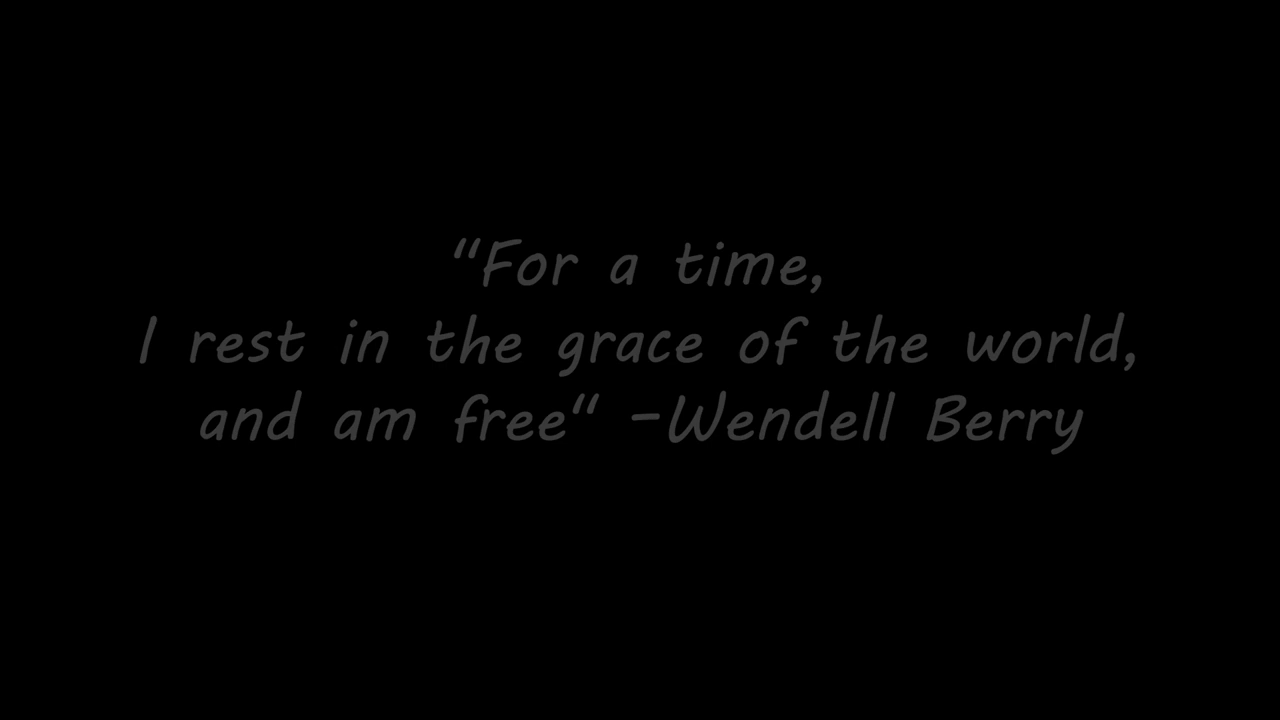 “For a time,
I rest in the grace of the world,
and am free“ -Wendell Berry